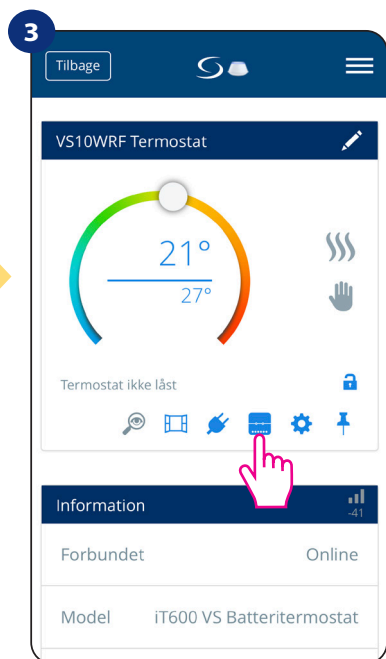 3
Tilbage
VS10WRF Termostat
21°
27°
Termostat ikke låst
Information
-41
Forbundet Online
Model iT600 VS Batteritermostat